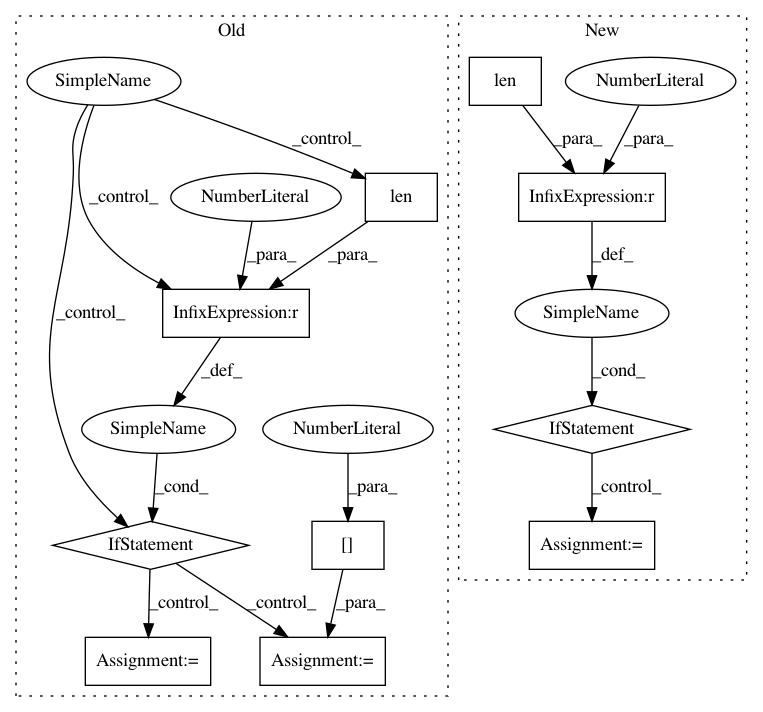 Old
New
SimpleName
len
NumberLiteral
_control_
_para_
_para_
_control_
NumberLiteral
len
InfixExpression:r
_para_
_para_
_def_
_control_
InfixExpression:r
SimpleName
_def_
_cond_
SimpleName
NumberLiteral
IfStatement
_cond_
_para_
_control_
IfStatement
[]
Assignment:=
_control_
_control_
_para_
Assignment:=
Assignment:=